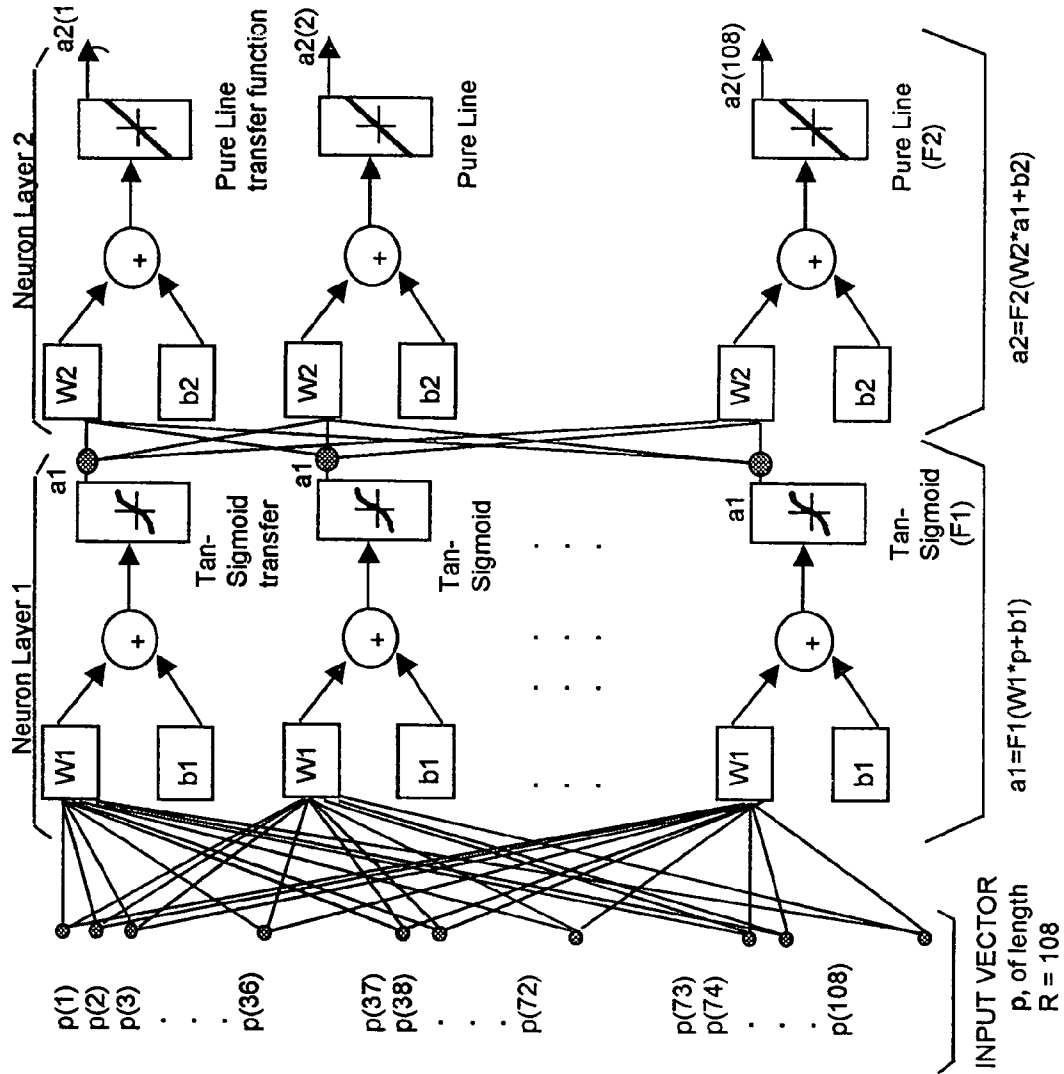 Neuron Layer 1
Neuron Layer 2
p(1)
p(2)
p(3)
.
.
.
p(36)
p(37)
p(38)
.
.
.
p(72)
p(73)
p(74)
.
.
.
p(108)
INPUT VECTOR
p, of length
R = 108
W1
b1
+
Tan-
Sigmoid
transfer
a1
W1
b1
+
Tan-
Sigmoid
a1
. . .
. . .
. . .
. . .
W1
b1
+
Tan-
Sigmoid
(F1)
a1
a1=F1(W1*p+b1)
W2
b2
+
Pure Line
transfer function
a2(1)
W2
b2
+
Pure Line
a2(2)
W2
b2
+
Pure Line
(F2)
a2(108)
a2=F2(W2*a1+b2)